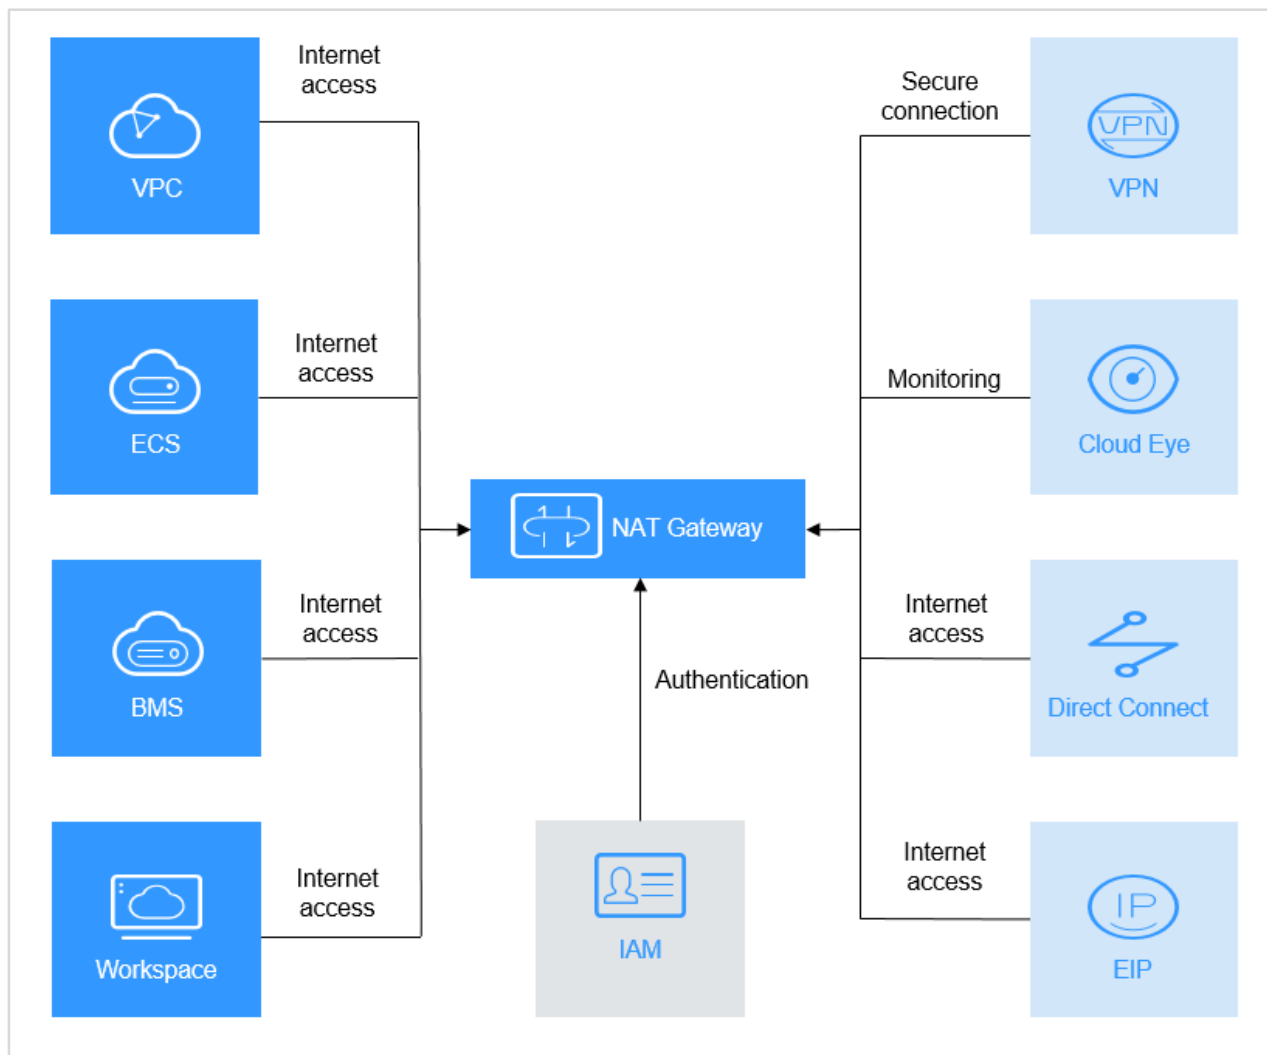 Internet
access
VPC
Internet
access
ECS
Internet
access
BMS
Internet
access
Workspace
NAT Gateway
Authentication
IAM
Secure
connection
VPN
VPN
Monitoring
Cloud Eye
Internet
access
Direct Connect
Internet
access
IP
EIP